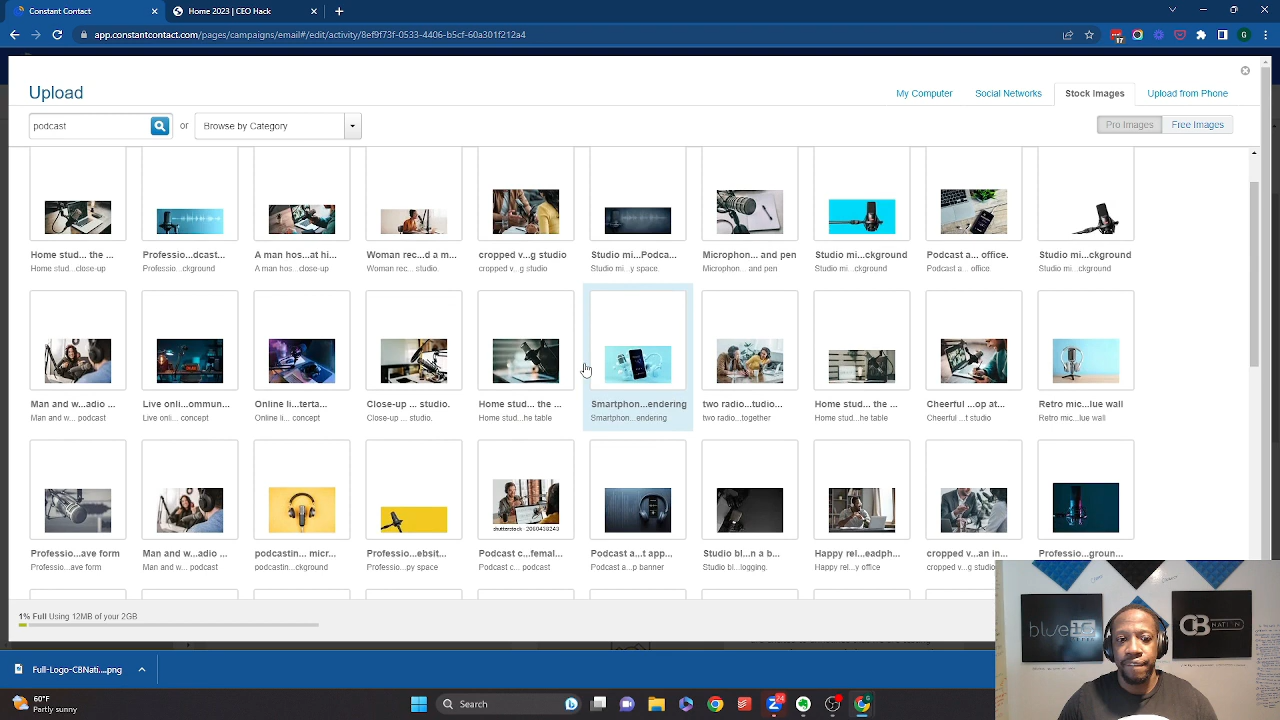 Constant Contact
Home 2023 | CEO Hack
app.constantcontact.com/pages/campaigns/email#/edit/activity/8ef9f73f-0533-4406-b5cf-60a301f212a4
Upload
My Computer
Social Networks
Stock Images
Upload from Phone
podcast
or
Browse by Category
Pro Images
Free Images
Home stud... the ...
Professio...dcast...
A man hos...at hi...
Woman rec...d a m...
cropped v...g studio
Studio mi...Podca...
Microphon... and pen
Studio mi...ckground
Podcast a... office.
Studio mi...ckground
Home stud...close-up
Professio...ckground
A man hos...close-up
Woman rec... studio.
cropped v...g studio
Studio mi...y space.
Microphon... and pen
Studio mi...ckground
Podcast a... office.
Studio mi...ckground
Man and w...adio ...
Live onli...ommun...
Online li...terta...
Close-up ... studio.
Home stud... the ...
Smartphon...endering
two radio...tudio...
Home stud... the ...
Cheerful ...op at...
Retro mic...lue wall
Man and w... podcast
Live onli... concept
Online li... concept
Close-up ... studio.
Home stud...he table
Smartphon...endering
two radio...together
Home stud...he table
Cheerful ...t studio
Retro mic...lue wall
shutterstock · 2060438243
Professio...ave form
Man and w...adio ...
podcastin... micr...
Professio...ebsit...
Podcast c...femal...
Podcast a...t app...
Studio bl...n a b...
Happy rel...eadph...
cropped v...an in...
Professio...groun...
Professio...ave form
Man and w... podcast
podcastin...ckground
Professio...py space
Podcast c... podcast
Podcast a...p banner
Studio bl...logging.
Happy rel...y office
cropped v...g studio
1% Full Using 12MB of your 2GB
Full-Logo-CBNati....png
60°F
Partly sunny
Search
24
blue16
CBNATION